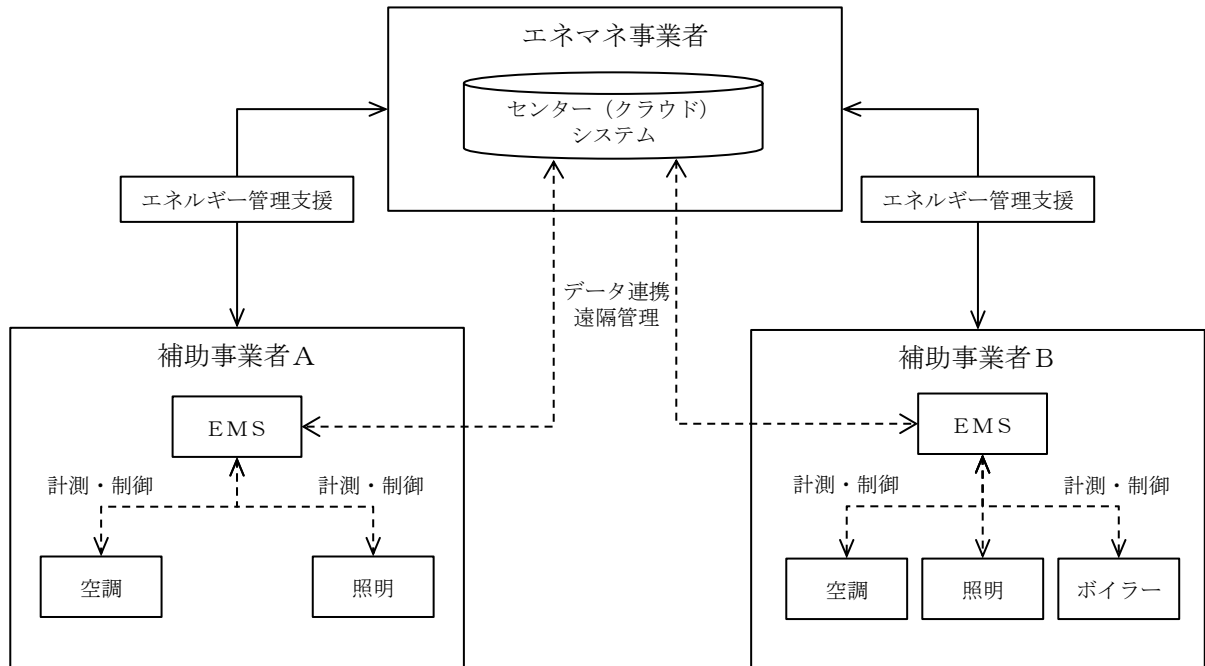 エネマネ事業者
センター（クラウド）
システム
エネルギー管理支援
エネルギー管理支援
データ連携
遠隔管理
補助事業者Ａ
ＥＭＳ
計測・制御
計測・制御
空調
照明
補助事業者Ｂ
ＥＭＳ
計測・制御
計測・制御
空調
照明
ボイラー